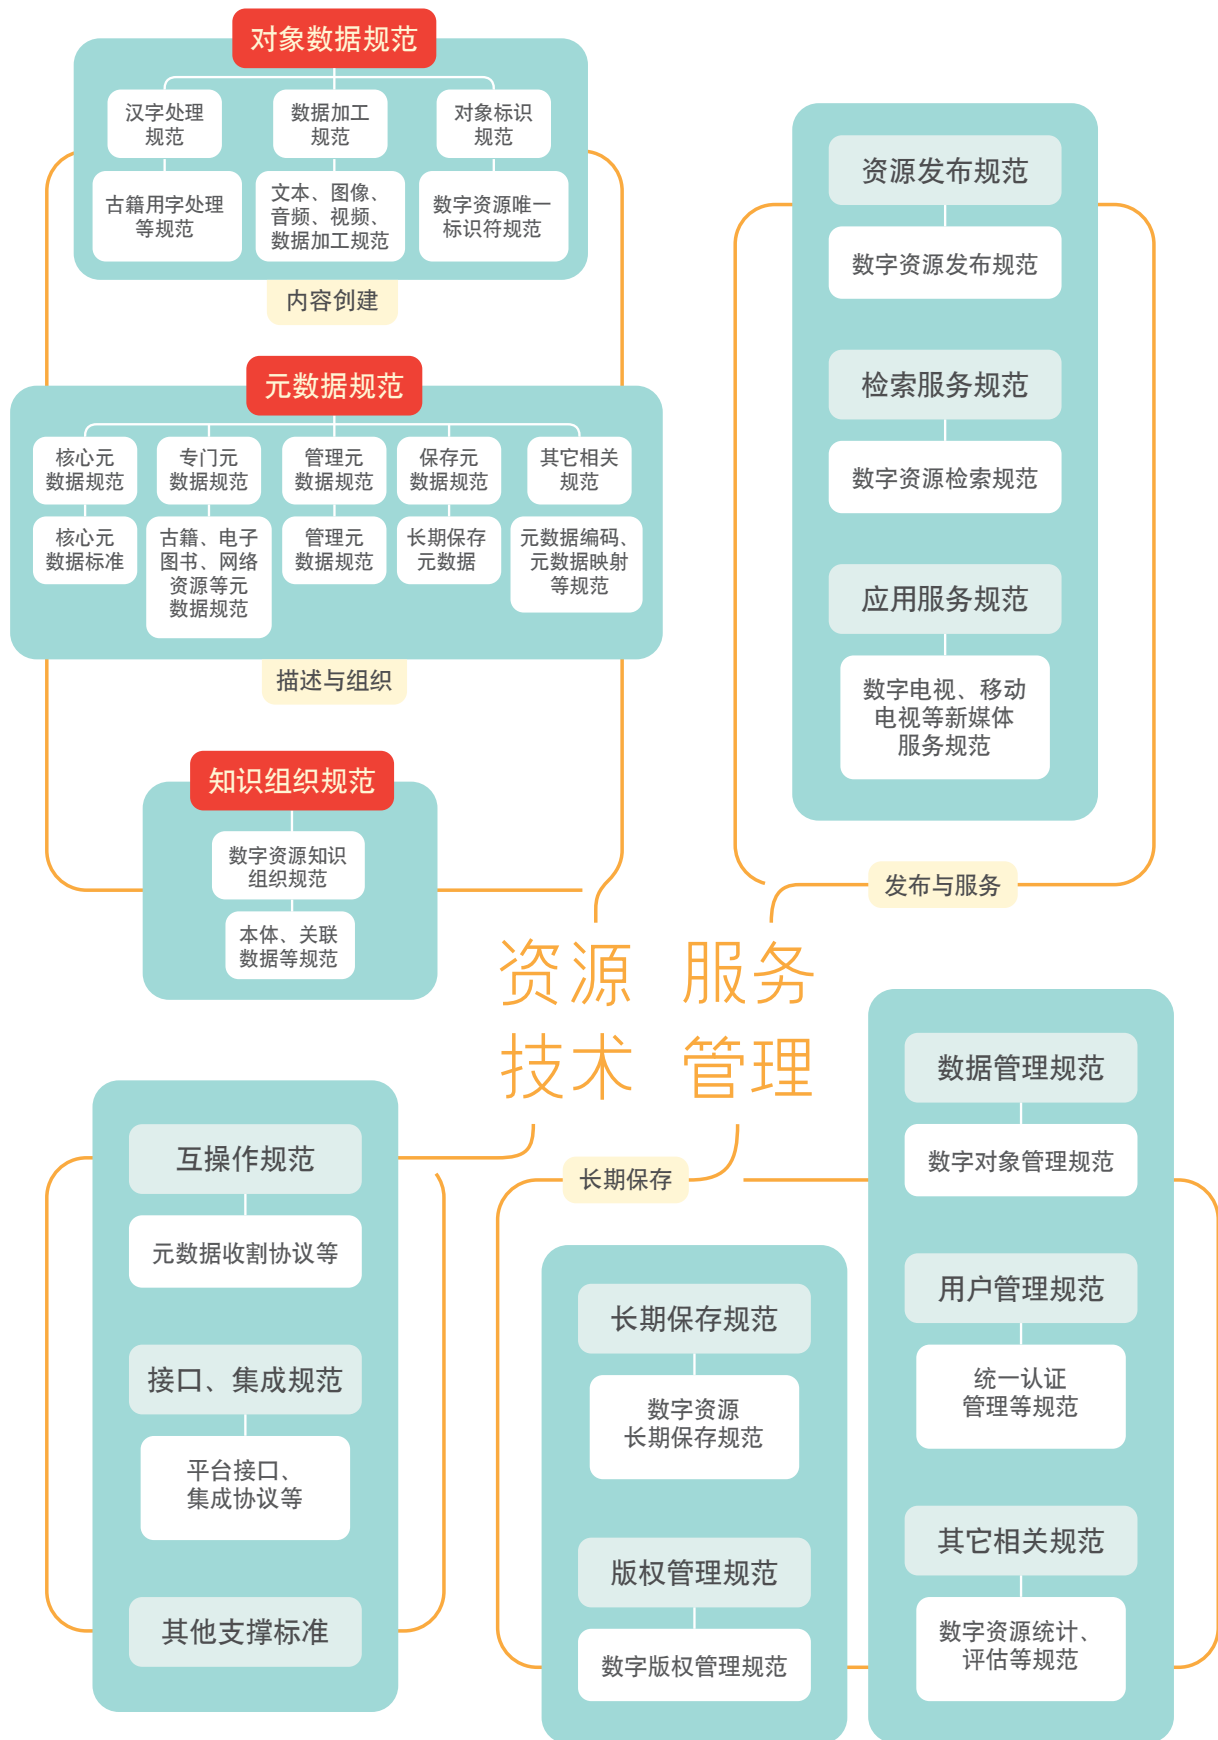 对象数据规范
汉字处理
规范
数据加工
规范
对象标识
规范
古籍用字处理
等规范
文本、图像、
音频、视频、
数据加工规范
数字资源唯一
标识符规范
内容创建
元数据规范
核心元
数据规范
专门元
数据规范
管理元
数据规范
保存元
数据规范
其它相关
规范
核心元
数据标准
古籍、电子
图书、网络
资源等元
数据规范
管理元
数据规范
长期保存
元数据
元数据编码、
元数据映射
等规范
描述与组织
知识组织规范
数字资源知识
组织规范
本体、关联
数据等规范
资源发布规范
数字资源发布规范
检索服务规范
数字资源检索规范
应用服务规范
数字电视、移动
电视等新媒体
服务规范
发布与服务
资源 服务
技术 管理
互操作规范
元数据收割协议等
接口、集成规范
平台接口、
集成协议等
其他支撑标准
长期保存
长期保存规范
数字资源
长期保存规范
版权管理规范
数字版权管理规范
数据管理规范
数字对象管理规范
用户管理规范
统一认证
管理等规范
其它相关规范
数字资源统计、
评估等规范